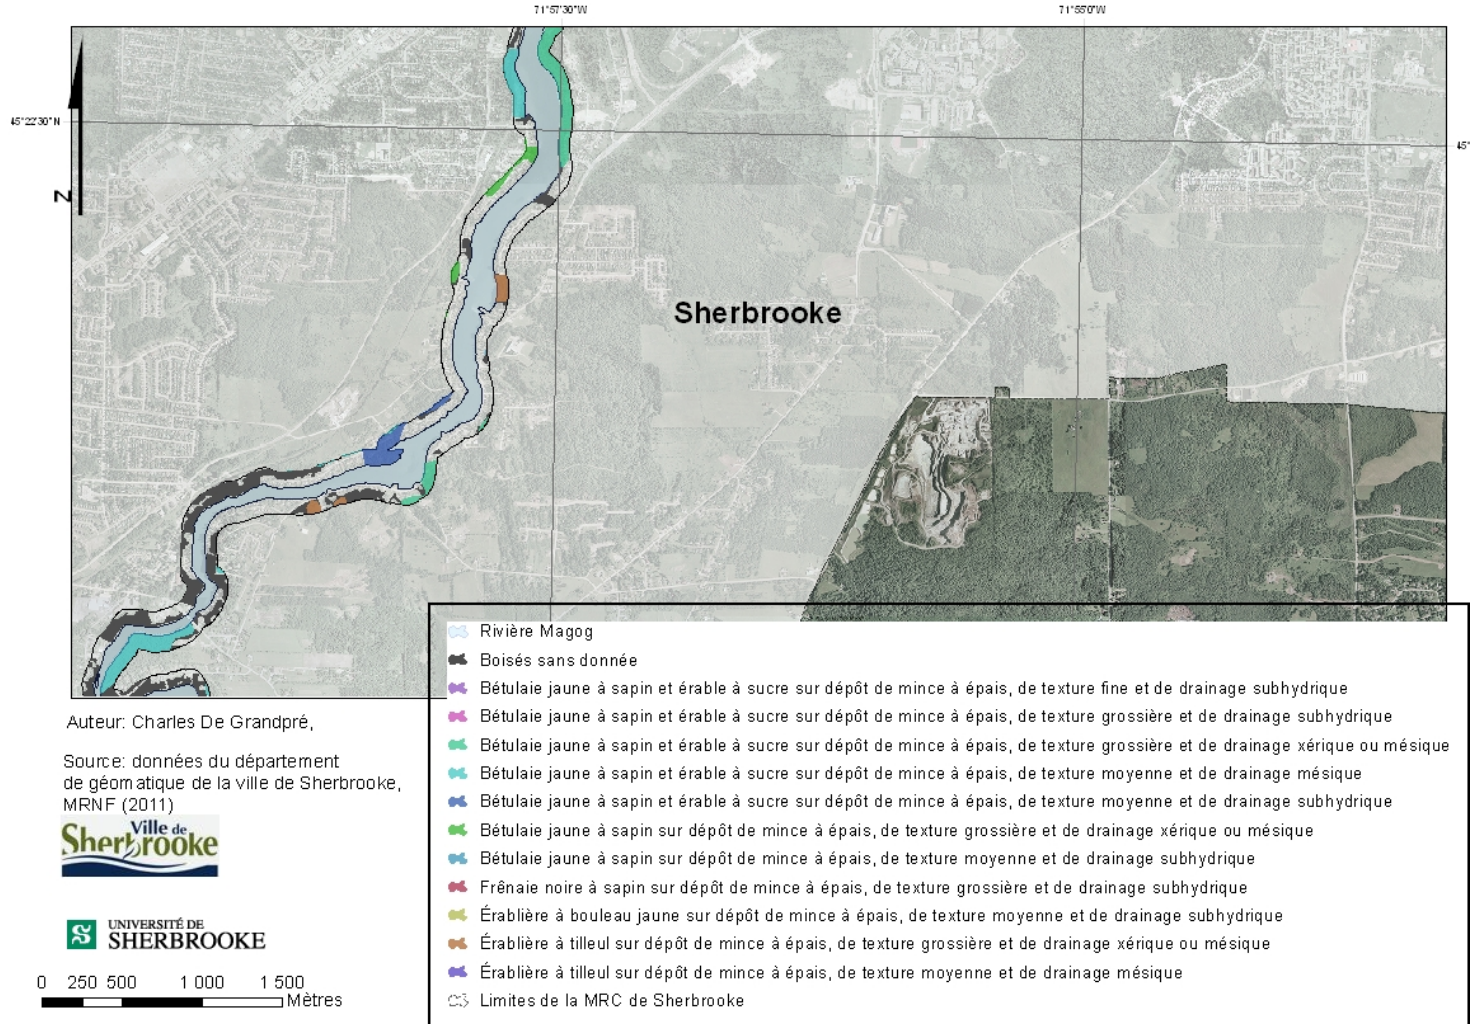 71°57'30"W
71°55'0"W
45°22'30"N
45°
N
Sherbrooke
Rivière Magog
Boisés sans donnée
Bétulaie jaune à sapin et érable à sucre sur dépôt de mince à épais, de texture fine et de drainage subhydrique
Bétulaie jaune à sapin et érable à sucre sur dépôt de mince à épais, de texture grossière et de drainage subhydrique
Bétulaie jaune à sapin et érable à sucre sur dépôt de mince à épais, de texture grossière et de drainage xérique ou mésique
Bétulaie jaune à sapin et érable à sucre sur dépôt de mince à épais, de texture moyenne et de drainage mésique
Bétulaie jaune à sapin et érable à sucre sur dépôt de mince à épais, de texture moyenne et de drainage subhydrique
Bétulaie jaune à sapin sur dépôt de mince à épais, de texture grossière et de drainage xérique ou mésique
Bétulaie jaune à sapin sur dépôt de mince à épais, de texture moyenne et de drainage subhydrique
Frênaie noire à sapin sur dépôt de mince à épais, de texture grossière et de drainage subhydrique
Érablière à bouleau jaune sur dépôt de mince à épais, de texture moyenne et de drainage subhydrique
Érablière à tilleul sur dépôt de mince à épais, de texture grossière et de drainage xérique ou mésique
Érablière à tilleul sur dépôt de mince à épais, de texture moyenne et de drainage mésique
Limites de la MRC de Sherbrooke
Auteur: Charles De Grandpré,
Source: données du département
de géomatique de la ville de Sherbrooke,
MRNF (2011)
Ville de
Sherbrooke
UNIVERSITÉ DE
SHERBROOKE
0 250 500 1 000 1 500
Mètres